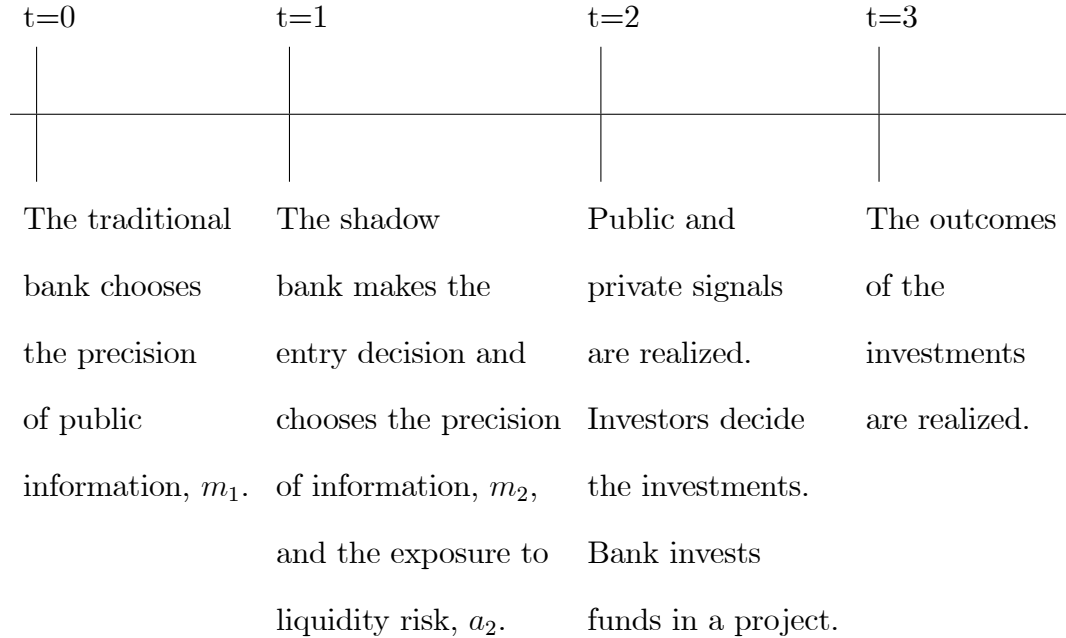 t=0
t=1
t=2
t=3
The traditional
bank chooses
the precision
of public
information, m₁.
The shadow
bank makes the
entry decision and
chooses the precision
of information, m₂,
and the exposure to
liquidity risk, a₂.
Public and
private signals
are realized.
Investors decide
the investments.
Bank invests
funds in a project.
The outcomes
of the
investments
are realized.